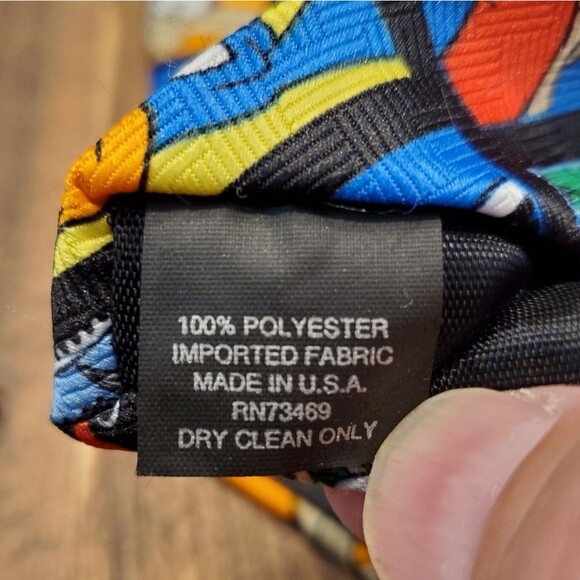 100% POLYESTER
IMPORTED FABRIC
MADE IN U.S.A.
RN73469
DRY CLEAN ONLY